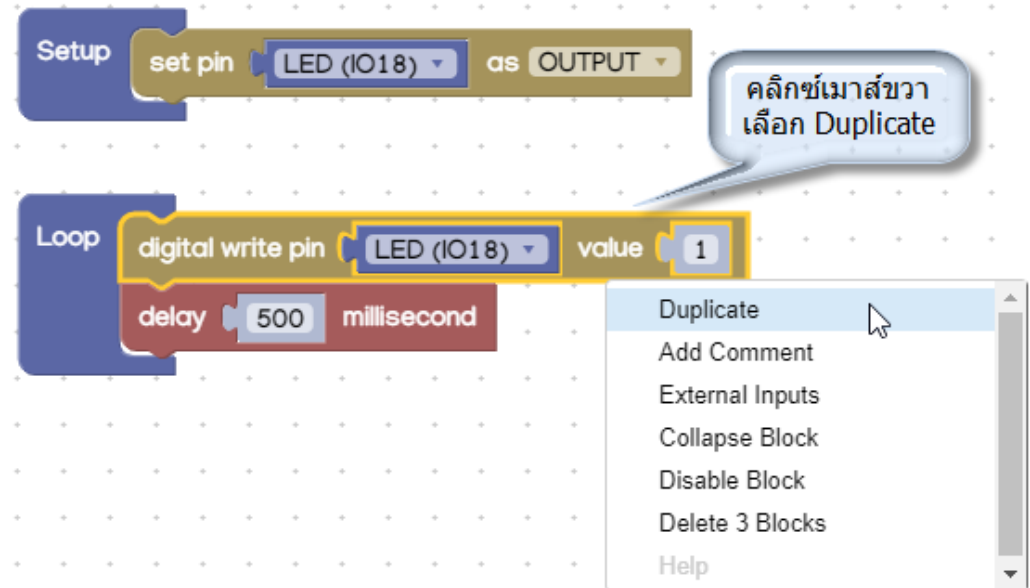 Setup
set pin LED (IO18) as OUTPUT
คลิกซ์เมาส์ขวา
เลือก Duplicate
Loop
digital write pin LED (IO18) value 1
delay 500 millisecond
Duplicate
Add Comment
External Inputs
Collapse Block
Disable Block
Delete 3 Blocks
Help